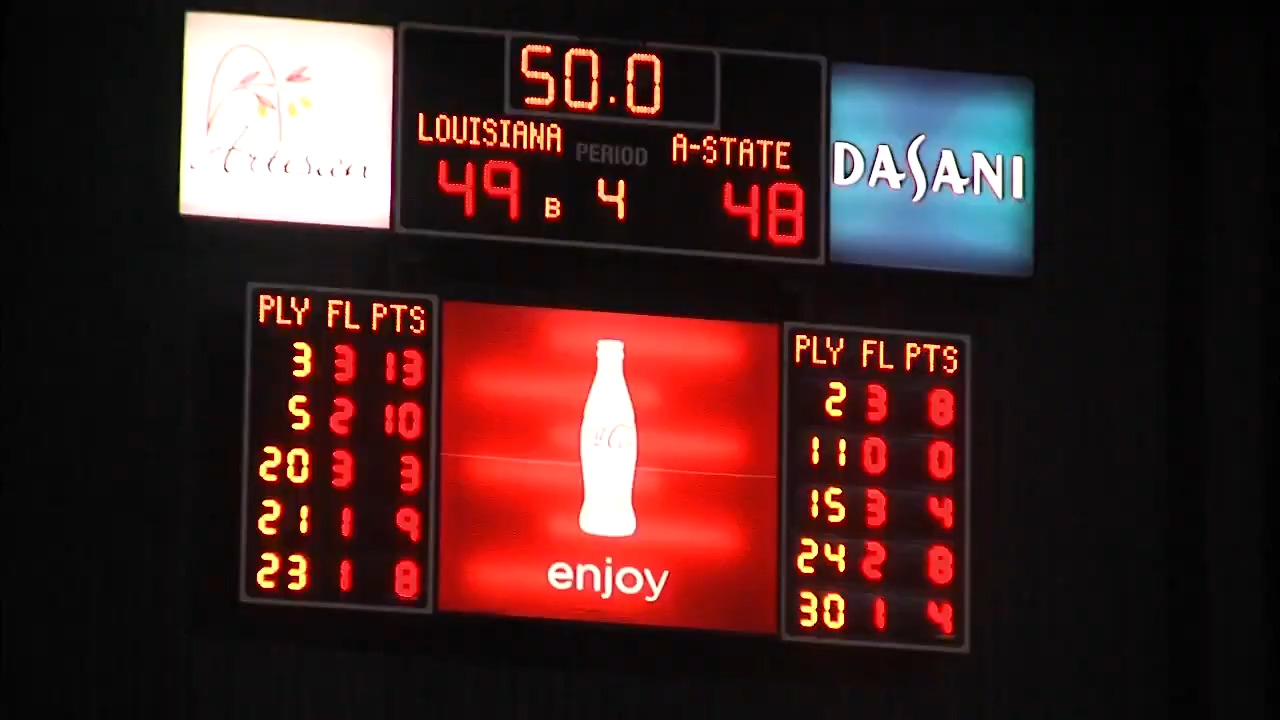 Artesian
50.0
LOUISIANA PERIOD A-STATE
49 B 4 48
DASANI
PLY FL PTS
3 3 13
5 2 10
20 3 3
21 1 9
23 1 8
enjoy
PLY FL PTS
2 3 8
11 0 0
15 3 4
24 2 8
30 1 4